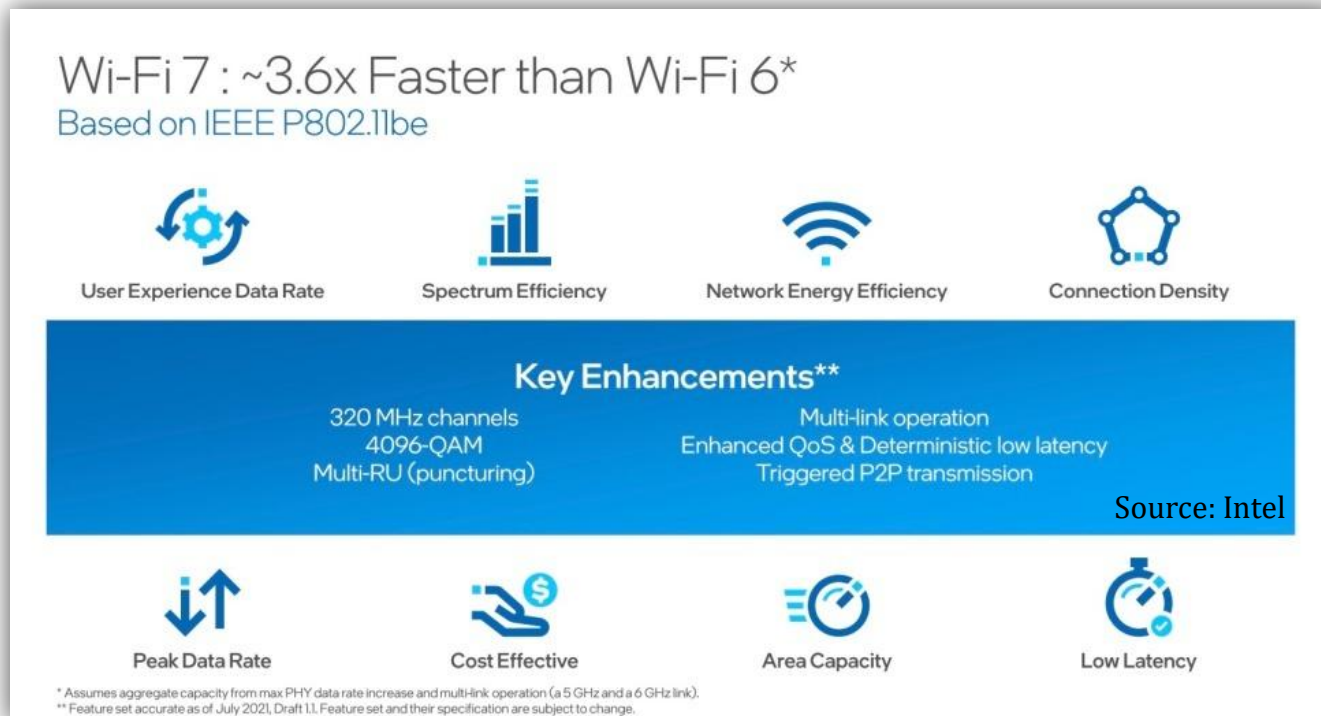 Wi-Fi 7 : ~3.6x Faster than Wi-Fi 6*
Based on IEEE P802.11be
User Experience Data Rate
Spectrum Efficiency
Network Energy Efficiency
Connection Density
Key Enhancements**
320 MHz channels
4096-QAM
Multi-RU (puncturing)
Multi-link operation
Enhanced QoS & Deterministic low latency
Triggered P2P transmission
Source: Intel
$
Peak Data Rate
Cost Effective
Area Capacity
Low Latency
* Assumes aggregate capacity from max PHY data rate increase and multi-link operation (a 5 GHz and a 6 GHz link).
** Feature set accurate as of July 2021, Draft 1.1. Feature set and their specification are subject to change.